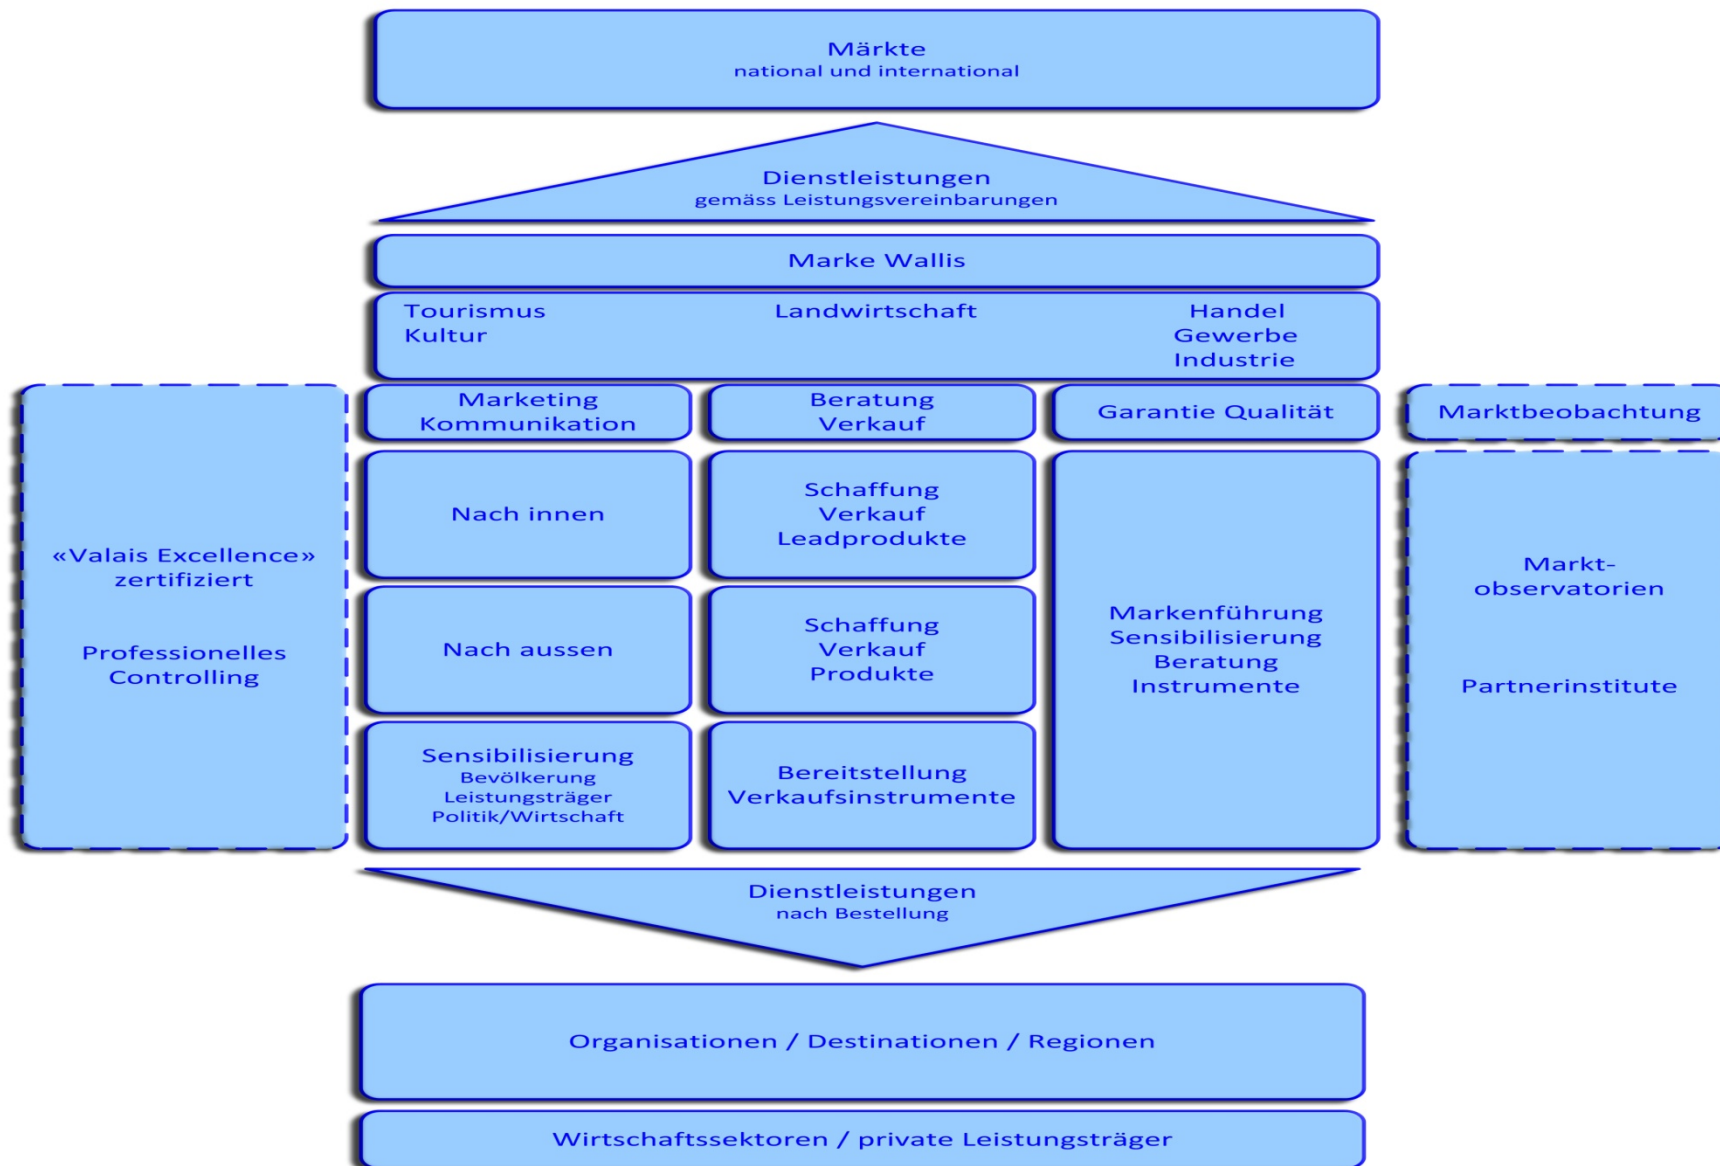 Märkte
national und international
Dienstleistungen
gemäss Leistungsvereinbarungen
Marke Wallis
Tourismus
Kultur
Landwirtschaft
Handel
Gewerbe
Industrie
«Valais Excellence»
zertifiziert
Professionelles
Controlling
Marketing
Kommunikation
Nach innen
Nach aussen
Sensibilisierung
Bevölkerung
Leistungsträger
Politik/Wirtschaft
Beratung
Verkauf
Schaffung
Verkauf
Leadprodukte
Schaffung
Verkauf
Produkte
Bereitstellung
Verkaufsinstrumente
Garantie Qualität
Markenführung
Sensibilisierung
Beratung
Instrumente
Marktbeobachtung
Markt-
observatorien
Partnerinstitute
Dienstleistungen
nach Bestellung
Organisationen / Destinationen / Regionen
Wirtschaftssektoren / private Leistungsträger